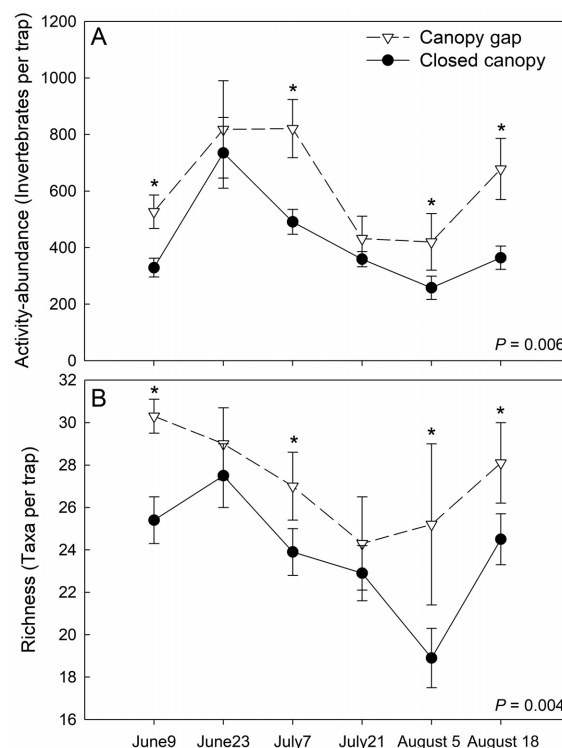 Activity-abundance (Invertebrates per trap)
1200
1000
800
600
400
200
0
A
Canopy gap
Closed canopy
*
*
*
*
P = 0.006
Richness (Taxa per trap)
32
30
28
26
24
22
20
18
16
B
*
*
*
*
P = 0.004
June9 June23 July7 July21 August 5 August 18